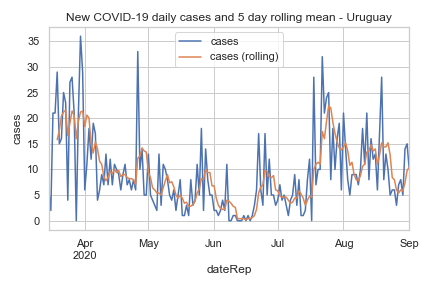 New COVID-19 daily cases and 5 day rolling mean - Uruguay
cases
cases (rolling)
35
30
25
20
15
10
5
0
cases
Apr
2020
May
Jun
Jul
Aug
Sep
dateRep